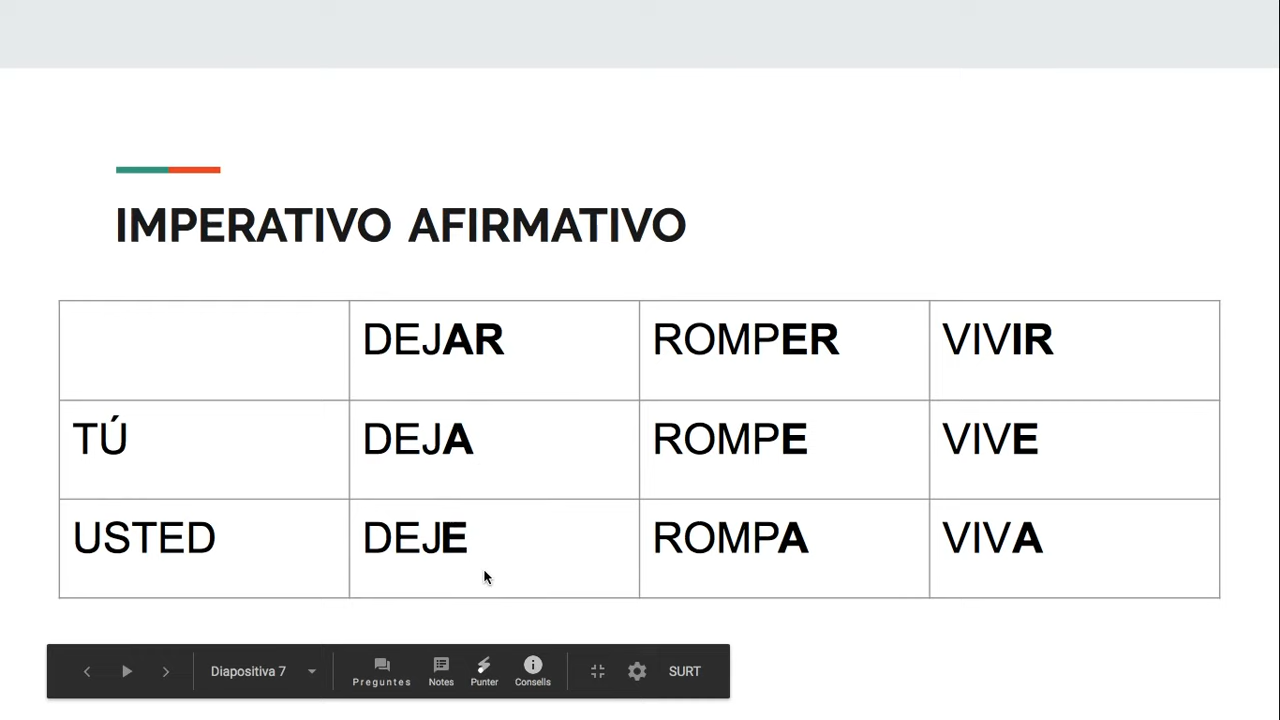 IMPERATIVO AFIRMATIVO
DEJAR ROMPER VIVIR
TÚ DEJA ROMPE VIVE
USTED DEJE ROMPA VIVA
Diapositiva 7 Preguntes Notes Punter Consells SURT